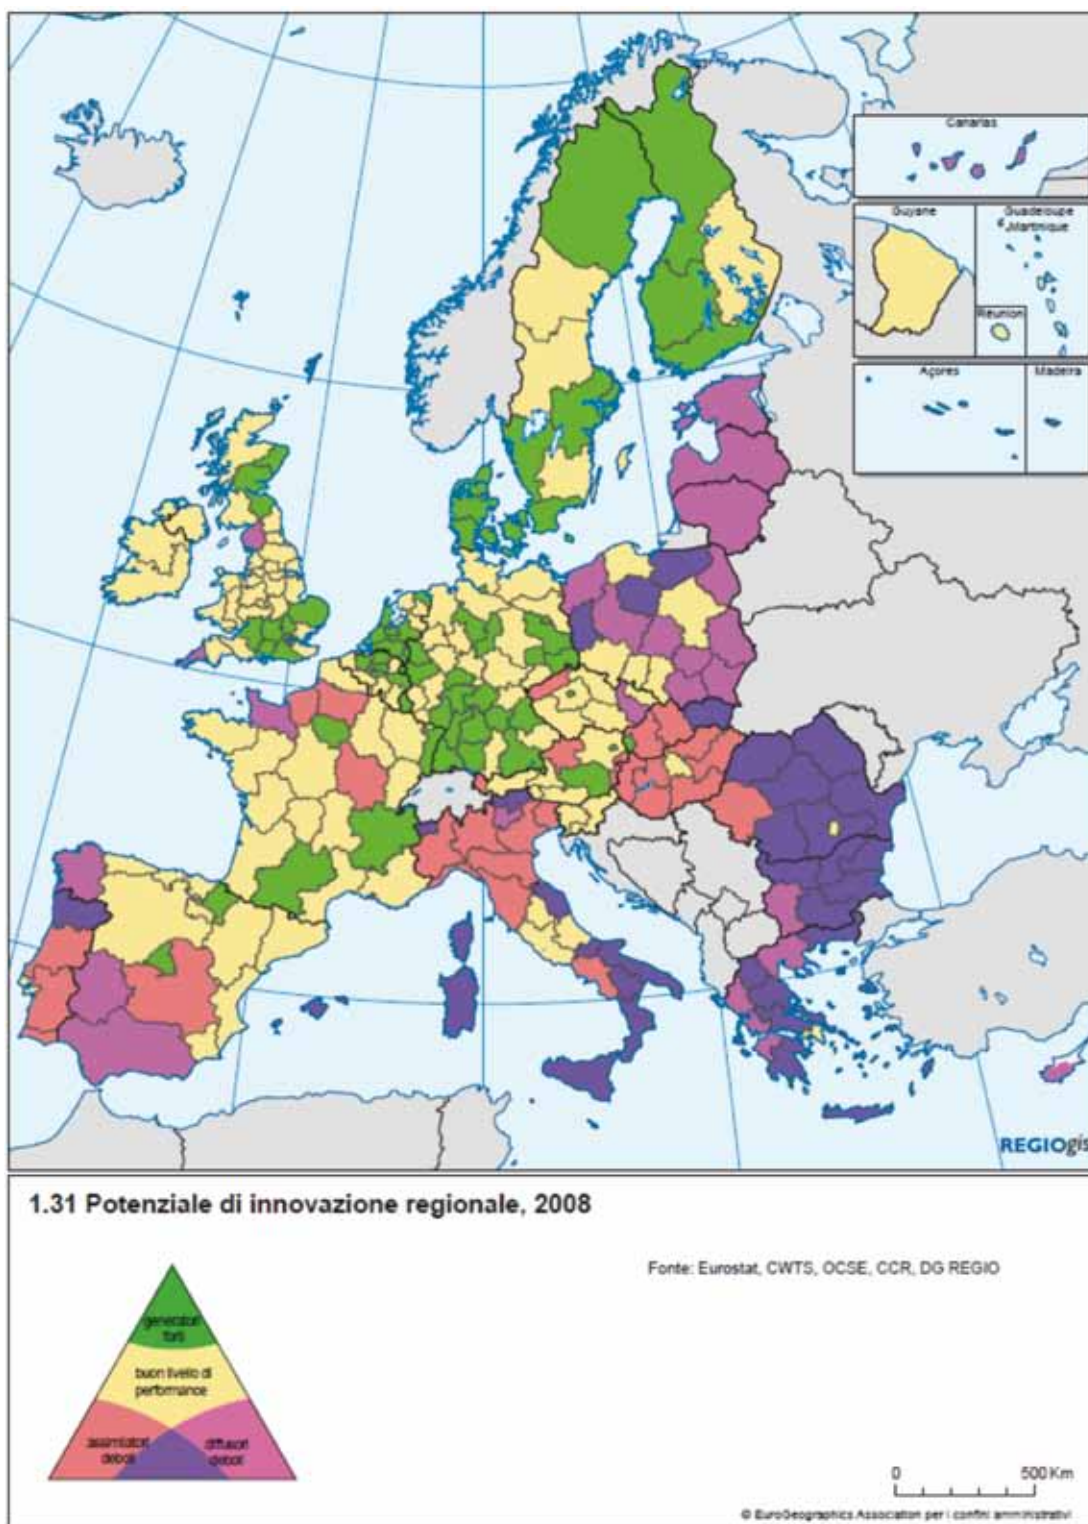 Canarias
Guyane
Guadeloupe
Martinique
Réunion
Açores
Madeira
REGIOgis
1.31 Potenziale di innovazione regionale, 2008
Fonte: Eurostat, CWTS, OCSE, CCR, DG REGIO
generatori
forti
buon livello di
performance
assimilatori
deboli
diffusori
deboli
0
500 Km
© EuroGeographics Association per i confini amministrativi